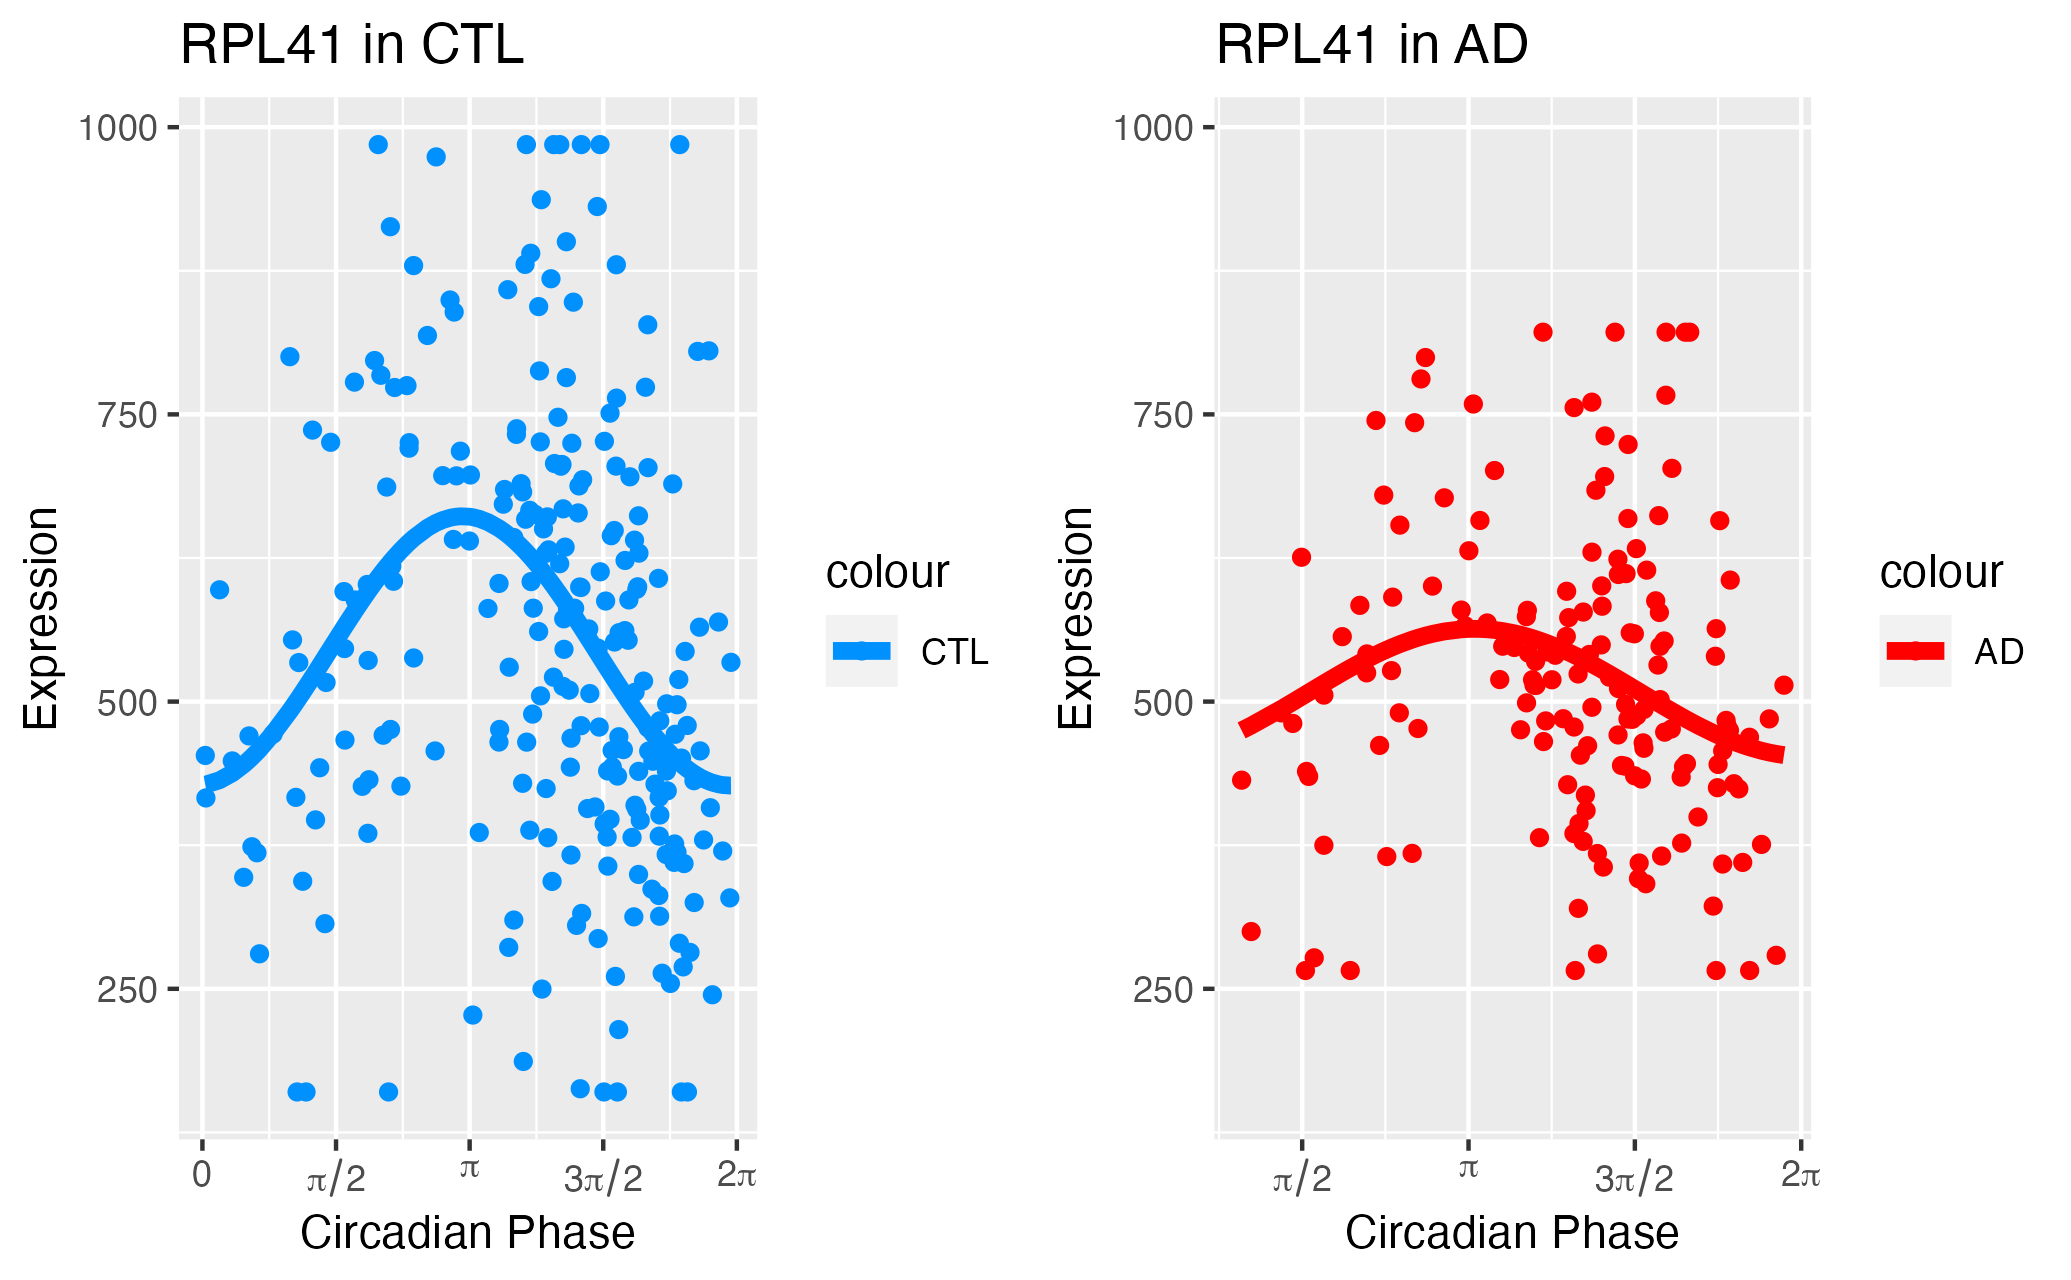 RPL41 in CTL
1000
750
500
250
Expression
0
π/2
π
3π/2
2π
Circadian Phase
colour
CTL
RPL41 in AD
1000
750
500
250
Expression
π/2
π
3π/2
2π
Circadian Phase
colour
AD